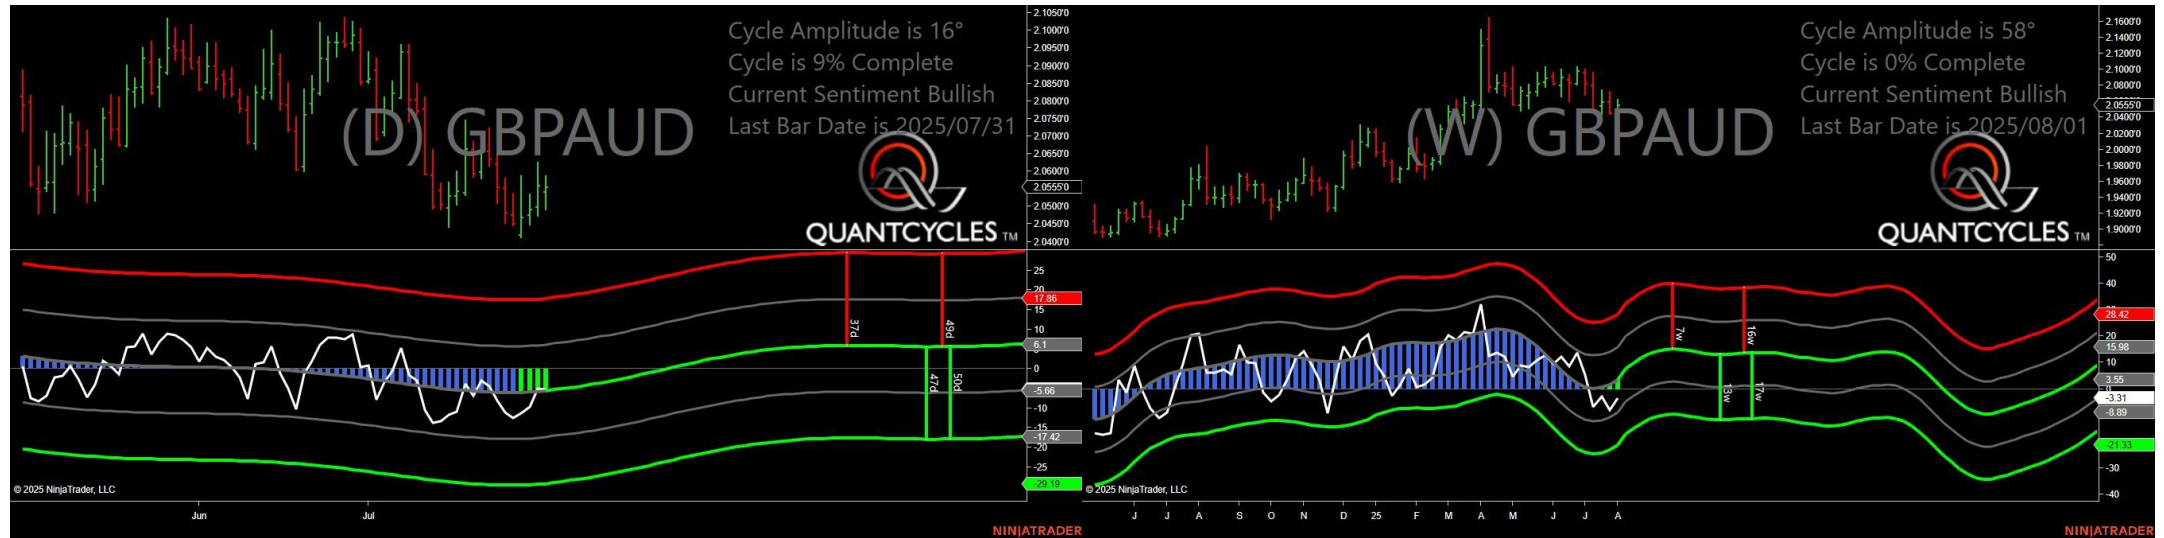 Cycle Amplitude is 16°
Cycle is 9% Complete
Current Sentiment Bullish
Last Bar Date is 2025/07/31
(D) GBPAUD
QUANTCYCLES TM
2.1050'0
2.1000'0
2.0950'0
2.0900'0
2.0850'0
2.0800'0
2.0750'0
2.0700'0
2.0650'0
2.0600'0
2.0555'0
2.0500'0
2.0450'0
2.0400'0
37d
49d
47d
50d
25
20
17.86
15
10
6.1
0
-5.66
-10
-15
-17.42
-20
-25
-29.19
© 2025 NinjaTrader, LLC
Jun
Jul
NINJATRADER
Cycle Amplitude is 58°
Cycle is 0% Complete
Current Sentiment Bullish
Last Bar Date is 2025/08/01
(W) GBPAUD
QUANTCYCLES TM
2.1600'0
2.1400'0
2.1200'0
2.1000'0
2.0555'0
2.0400'0
2.0200'0
2.0000'0
1.9800'0
1.9600'0
1.9400'0
1.9200'0
1.9000'0
7w
16w
13w
17w
50
40
28.42
20
15.98
10
3.55
0
-3.31
-8.89
-21.33
-30
-40
© 2025 NinjaTrader, LLC
J
J
A
S
O
N
D
25
F
M
A
M
J
J
A
NINJATRADER